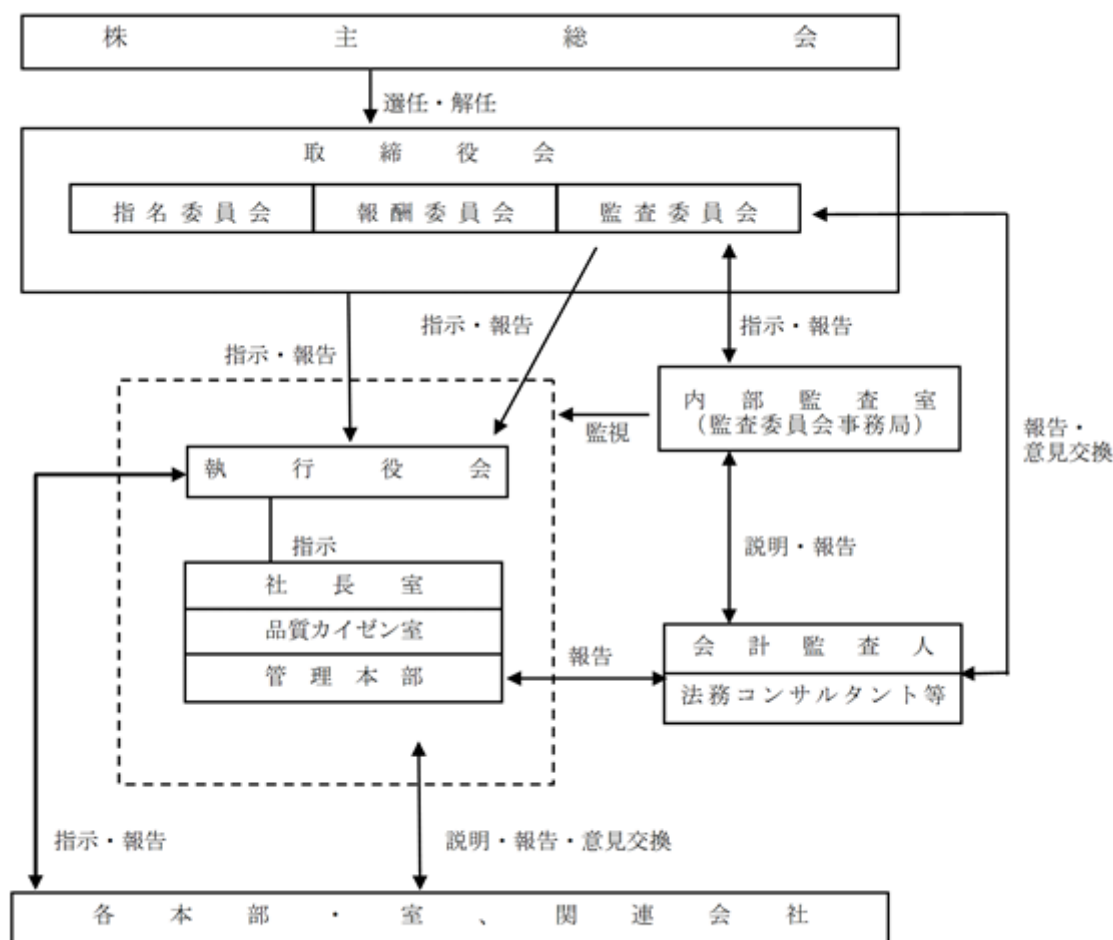 株主総会
選任・解任
取締役会
指名委員会
報酬委員会
監査委員会
指示・報告
指示・報告
指示・報告
内部監査室
(監査委員会事務局)
監視
報告・
意見交換
執行役会
指示
説明・報告
社長室
品質カイゼン室
管理本部
報告
会計監査人
法務コンサルタント等
指示・報告
説明・報告・意見交換
各本部・室、関連会社